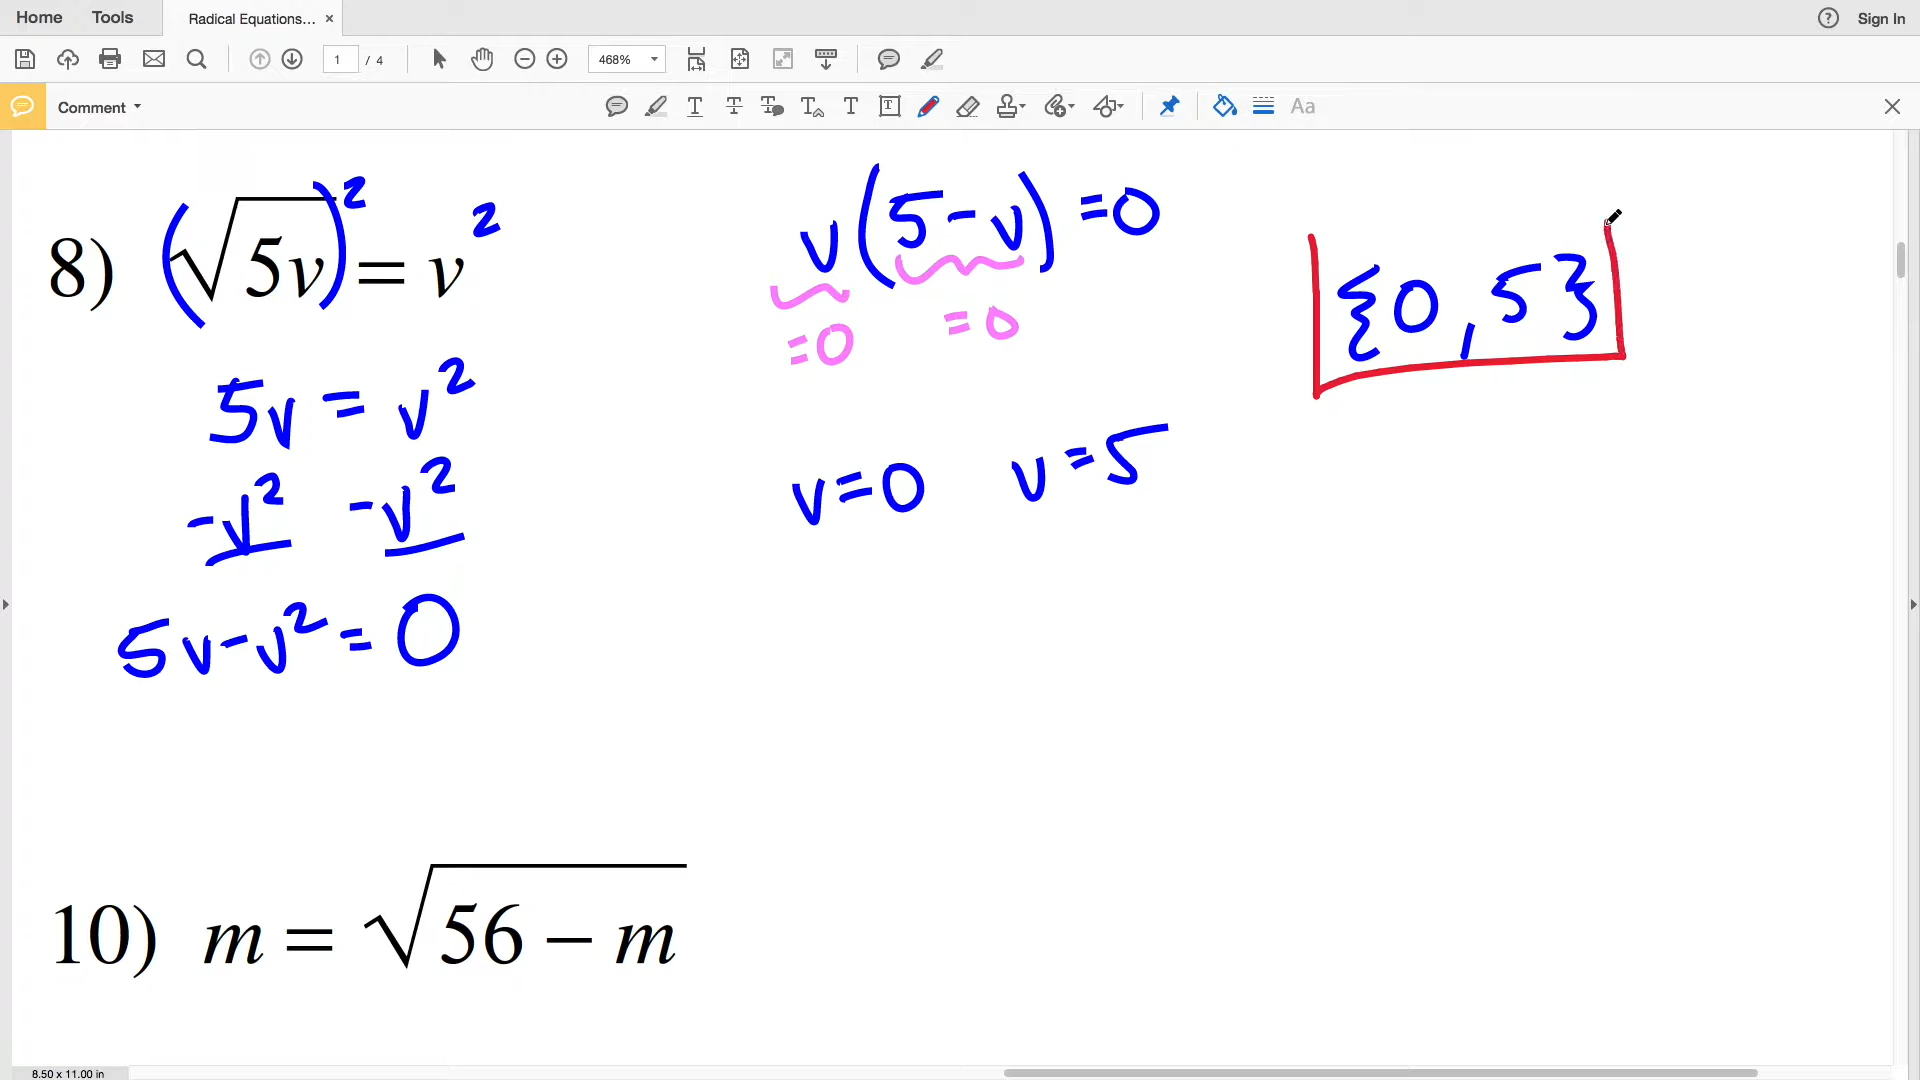 Home Tools Radical Equations... × ? Sign In
1 / 4 468%
Comment Aa
8) (√5v)² = v²
5v = v²
-v² -v²
5v-v² = 0
v(5-v)=0
=0 =0
v=0 v=5
{0,5}
10) m = √56 − m
8.50 x 11.00 in